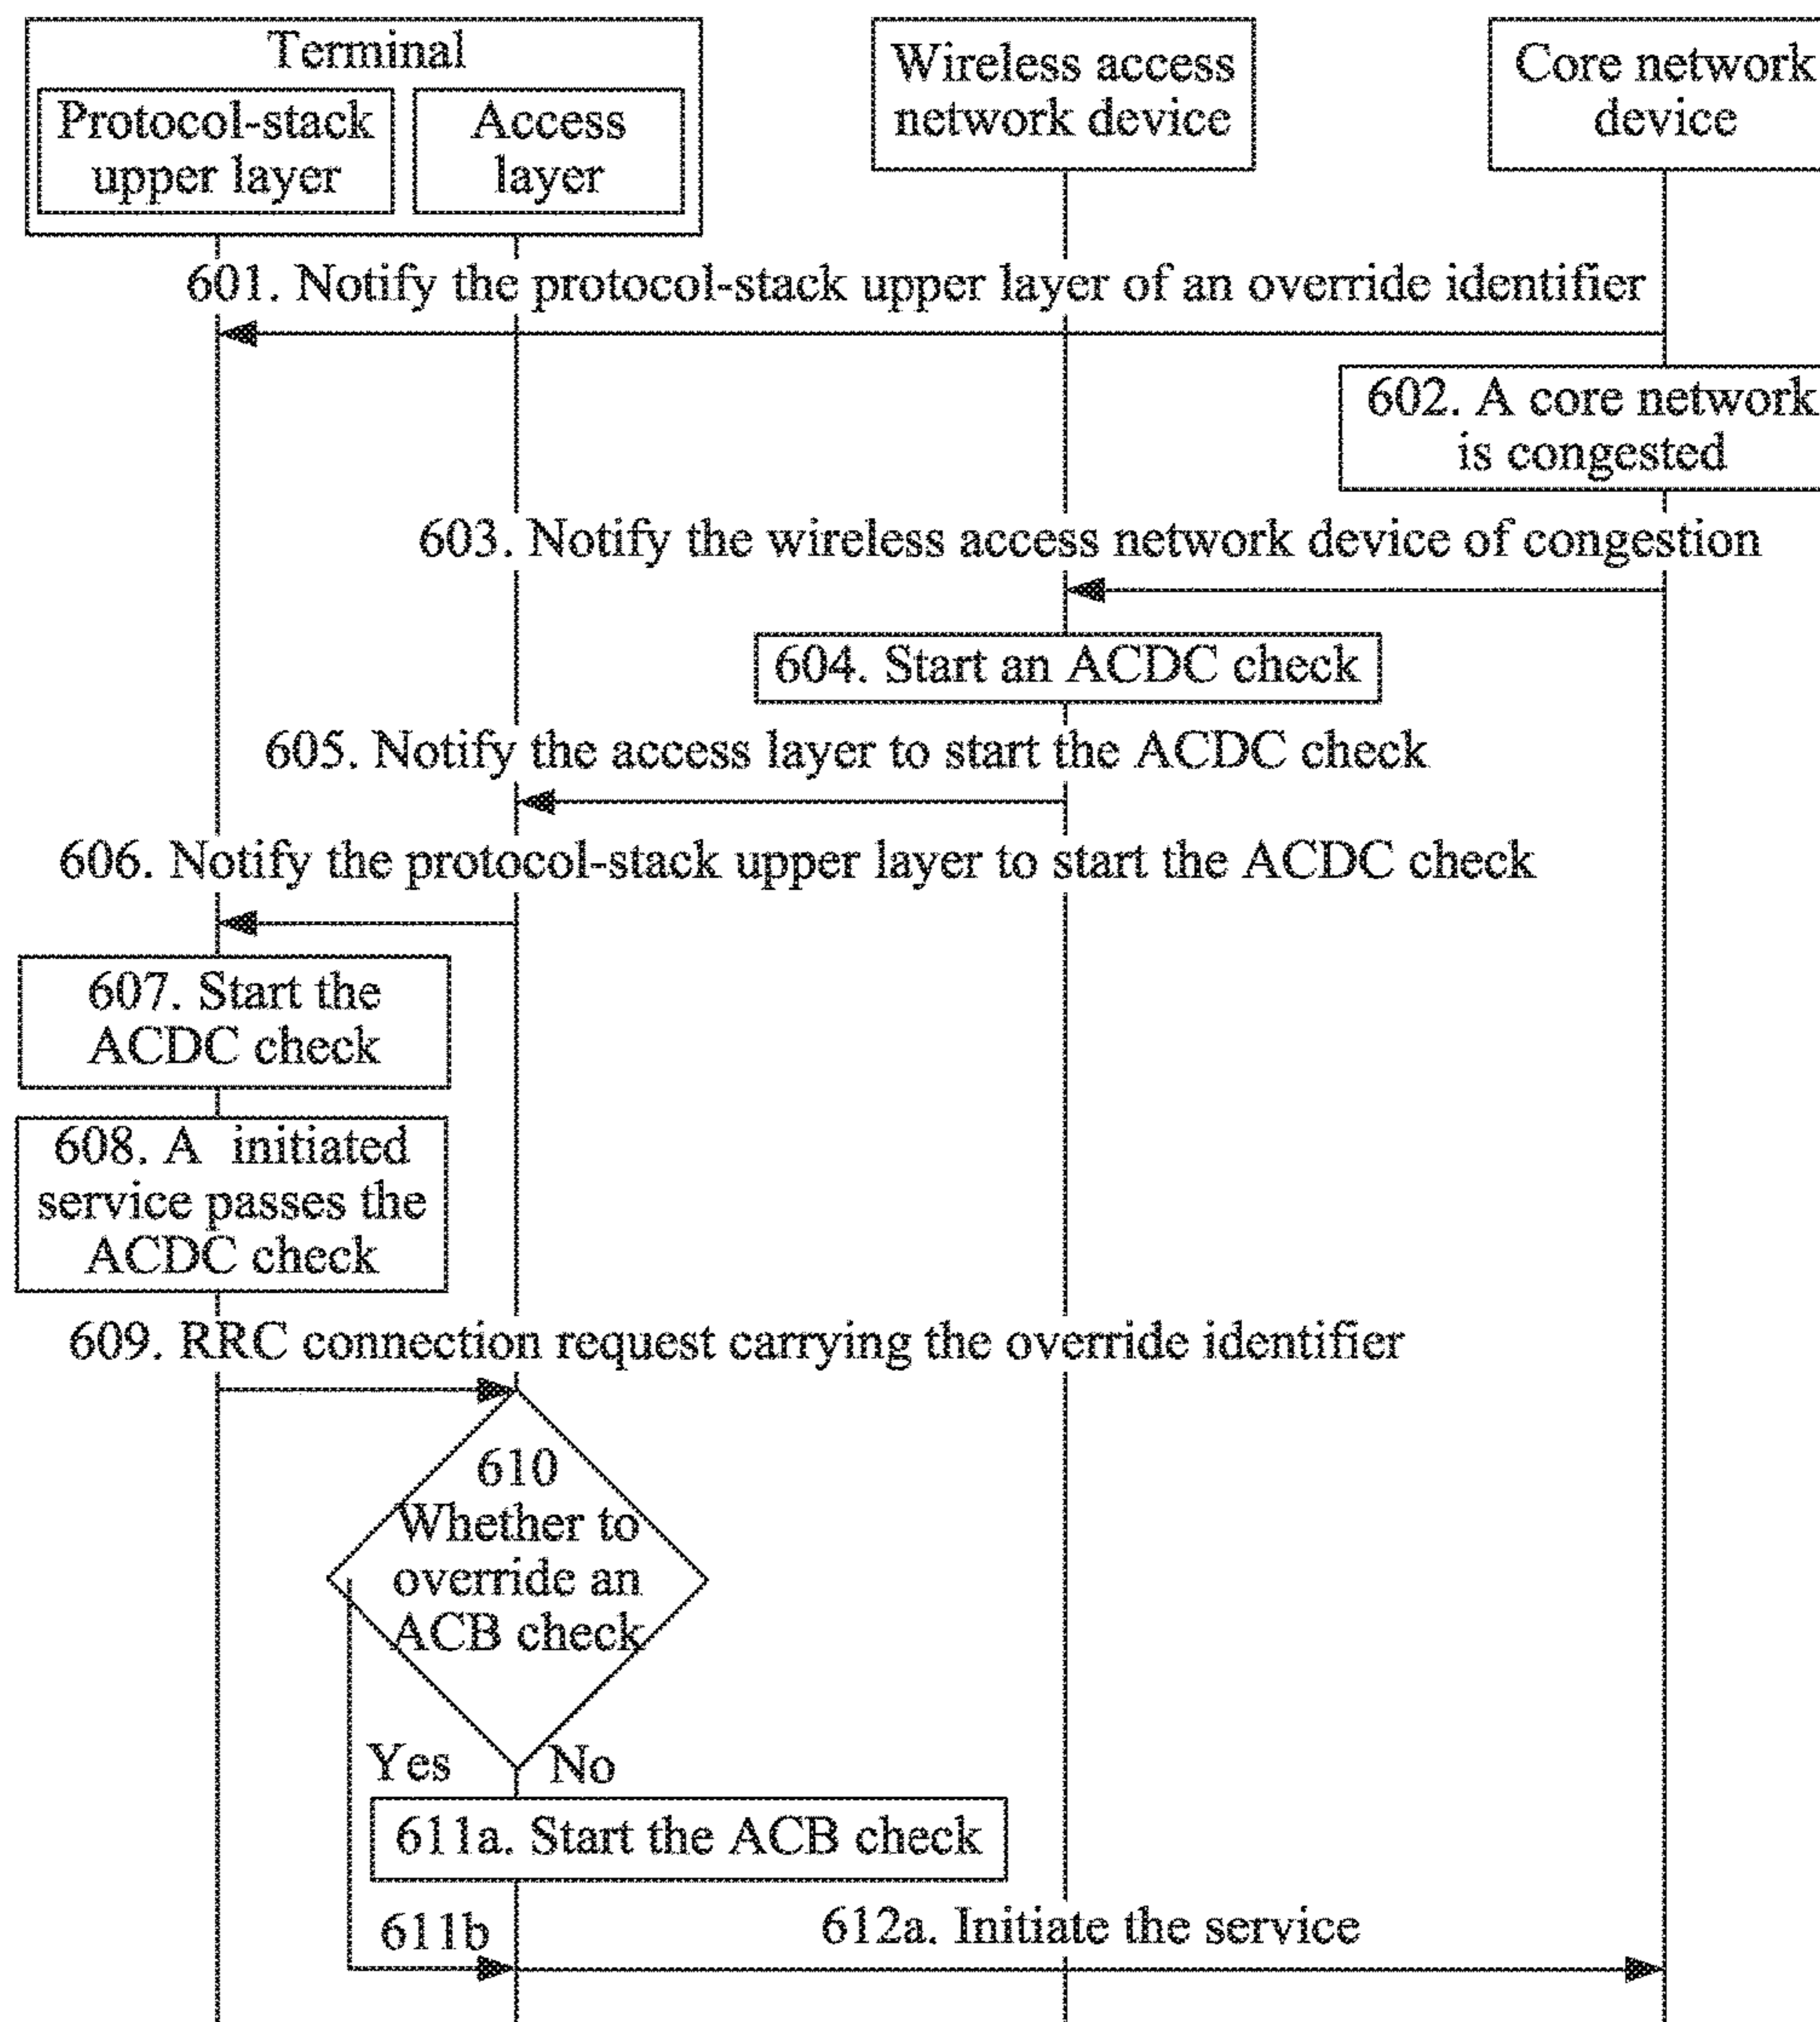 Terminal
Protocol-stack
upper layer
Access
layer
Wireless access
network device
Core network
device
601. Notify the protocol-stack upper layer of an override identifier
602. A core network
is congested
603. Notify the wireless access network device of congestion
604. Start an ACDC check
605. Notify the access layer to start the ACDC check
606. Notify the protocol-stack upper layer to start the ACDC check
607. Start the
ACDC check
608. A initiated
service passes the
ACDC check
609. RRC connection request carrying the override identifier
610
Whether to
override an
ACB check
Yes
No
611a. Start the ACB check
611b
612a. Initiate the service